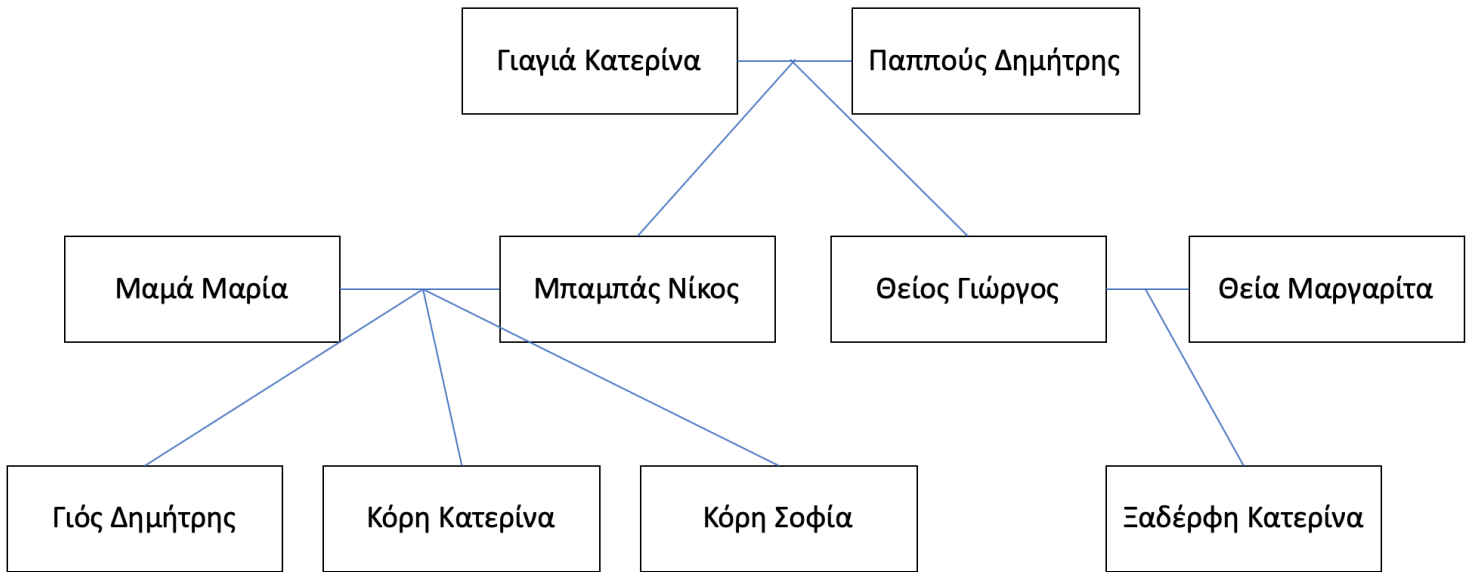 Γιαγιά Κατερίνα
Παππούς Δημήτρης
Μαμά Μαρία
Μπαμπάς Νίκος
Θείος Γιώργος
Θεία Μαργαρίτα
Γιός Δημήτρης
Κόρη Κατερίνα
Κόρη Σοφία
Ξαδέρφη Κατερίνα